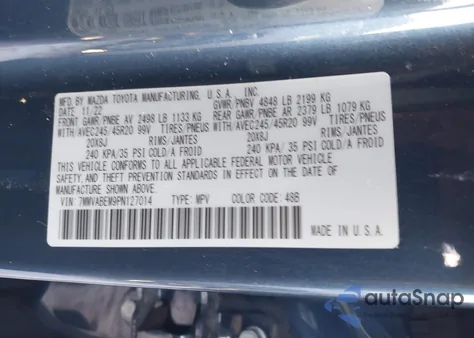 MFD.BY MAZDA TOYOTA MANUFACTURING, U.S.A., INC.
DATE: 11/22 GVWR/PNBV 4848 LB 2199 KG
FRONT GAWR/PNBE AV 2498 LB 1133 KG REAR GAWR/PNBE AR 2379 LB 1079 KG
WITH/AVEC 245/45R20 99V TIRES/PNEUS WITH/AVEC 245/45R20 99V TIRES/PNEUS
20X8J RIMS/JANTES 20X8J RIMS/JANTES
240 KPA/35 PSI COLD/A FROID 240 KPA/35 PSI COLD/A FROID
THIS VEHICLE CONFORMS TO ALL APPLICABLE FEDERAL MOTOR VEHICLE
SAFETY, AND THEFT PREVENTION STANDARDS IN EFFECT ON THE DATE OF
MANUFACTURE SHOWN ABOVE.
VIN: 7MMVABEM9PN127014 TYPE: MPV COLOR CODE: 48B
autoSnap